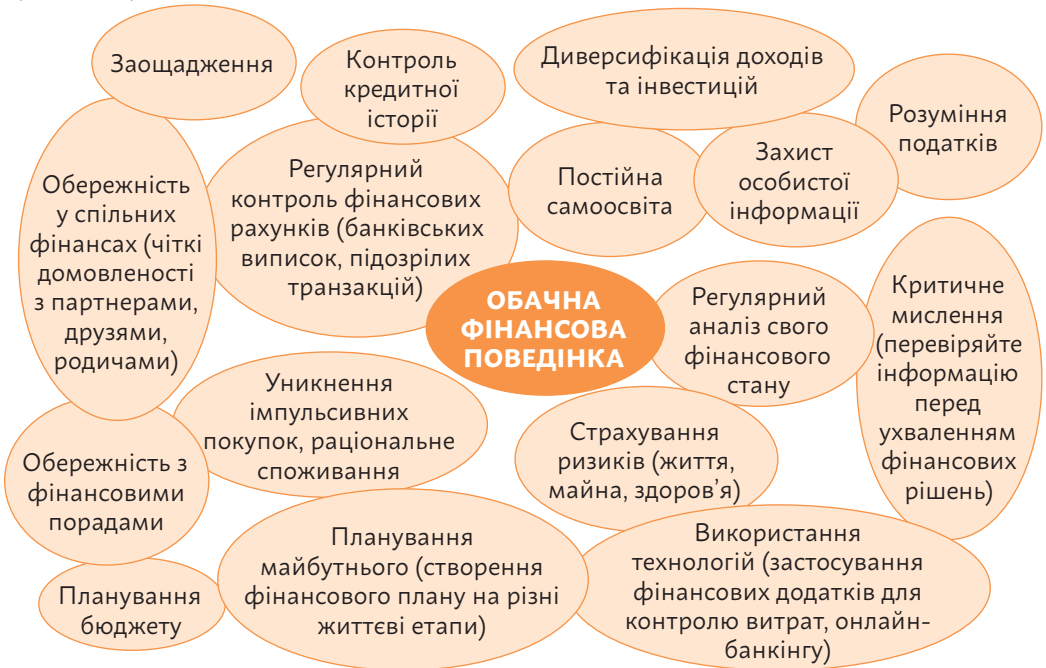 Заощадження
Контроль
кредитної
історії
Диверсифікація доходів
та інвестицій
Розуміння
податків
Обережність
у спільних
фінансах (чіткі
домовленості
з партнерами,
друзями,
родичами)
Регулярний
контроль фінансових
рахунків (банківських
виписок, підозрілих
транзакцій)
Постійна
самоосвіта
Захист
особистої
інформації
ОБАЧНА
ФІНАНСОВА
ПОВЕДІНКА
Регулярний
аналіз свого
фінансового
стану
Критичне
мислення
(перевіряйте
інформацію
перед
ухваленням
фінансових
рішень)
Уникнення
імпульсивних
покупок, раціональне
споживання
Страхування
ризиків (життя,
майна, здоров’я)
Обережність з
фінансовими
порадами
Планування
майбутнього (створення
фінансового плану на різні
життєві етапи)
Використання
технологій (застосування
фінансових додатків для
контролю витрат, онлайн-
банкінгу)
Планування
бюджету